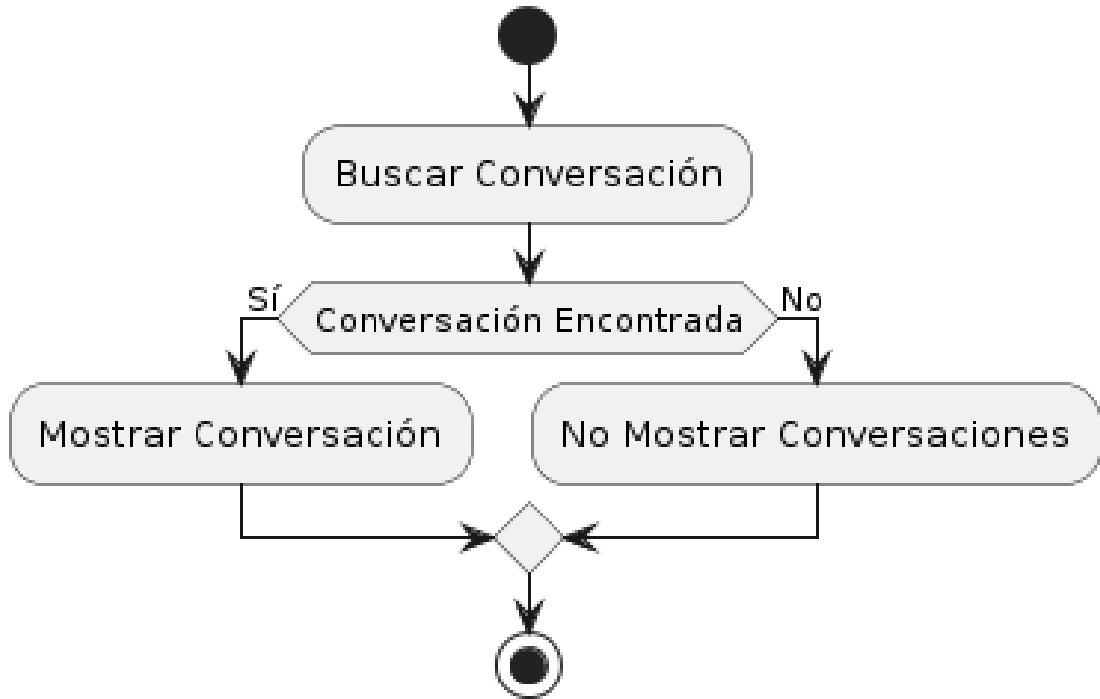 Buscar Conversación
Sí
No
Conversación Encontrada
Mostrar Conversación
No Mostrar Conversaciones